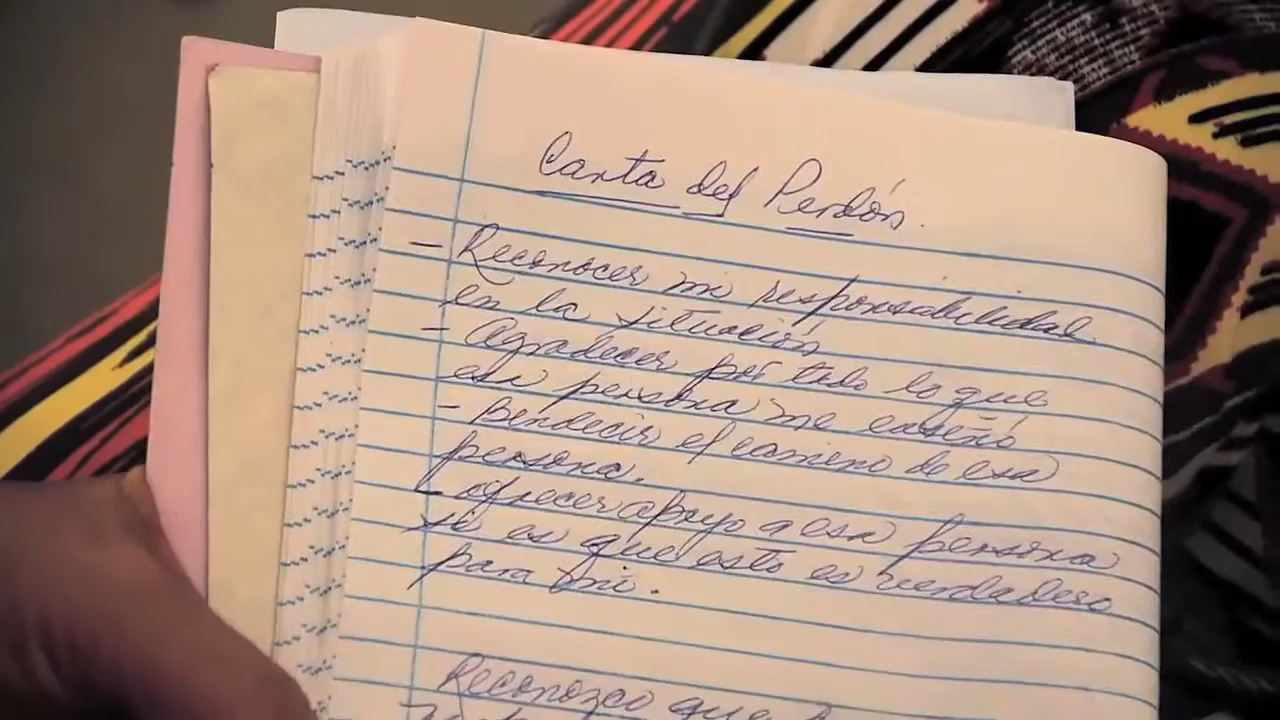 Carta del Perdón.
- Reconocer mi responsabilidad
en la situación
- Agradecer por todo lo que
esa persona me enseñó
- Bendecir el camino de esa
persona.
- ofrecer apoyo a esa persona
si es que esto es verdadero
para mi.
Reconozco que